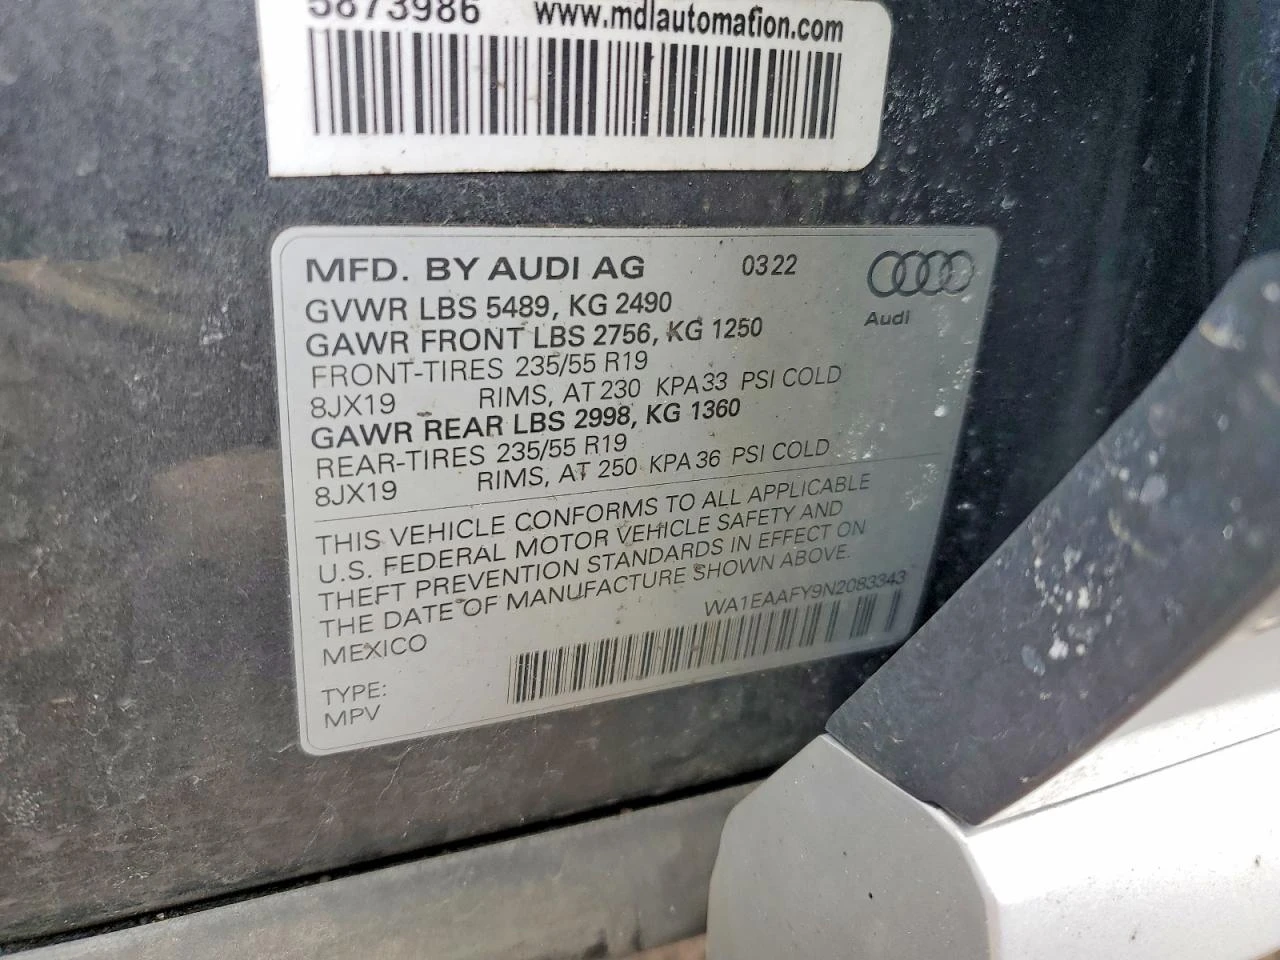 5873986 www.mdlautomation.com
MFD. BY AUDI AG 0322
Audi
GVWR LBS 5489, KG 2490
GAWR FRONT LBS 2756, KG 1250
FRONT-TIRES 235/55 R19
8JX19 RIMS, AT 230 KPA 33 PSI COLD
GAWR REAR LBS 2998, KG 1360
REAR-TIRES 235/55 R19
8JX19 RIMS, AT 250 KPA 36 PSI COLD
THIS VEHICLE CONFORMS TO ALL APPLICABLE
U.S. FEDERAL MOTOR VEHICLE SAFETY AND
THEFT PREVENTION STANDARDS IN EFFECT ON
THE DATE OF MANUFACTURE SHOWN ABOVE.
MEXICO WA1EAAFY9N2083343
TYPE:
MPV